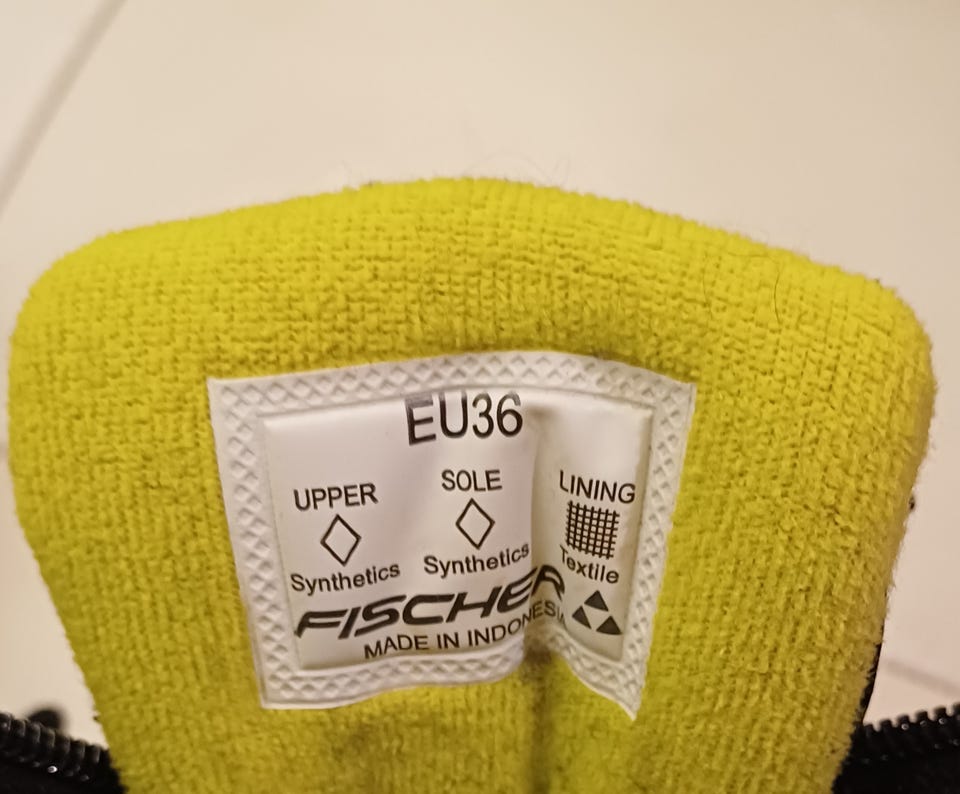 EU36
UPPER SOLE LINING
Synthetics Synthetics Textile
FISCHER
MADE IN INDONESIA